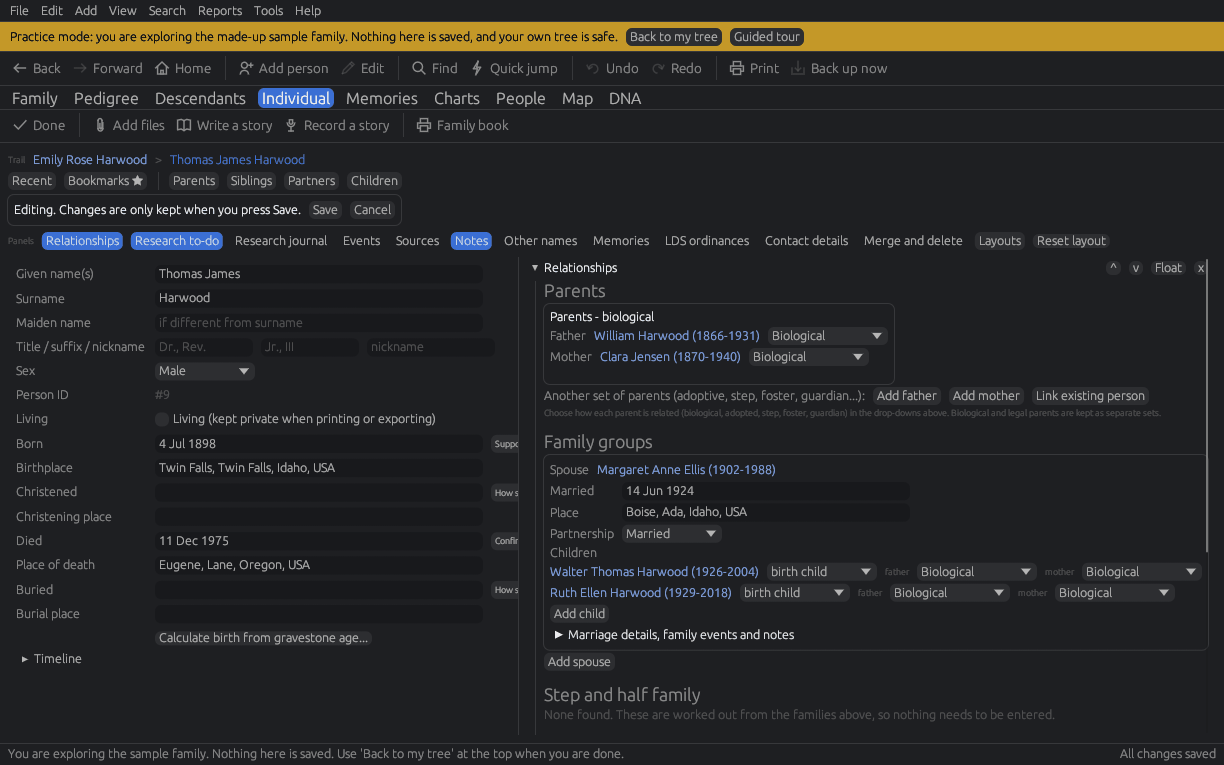 File Edit Add View Search Reports Tools Help
Practice mode: you are exploring the made-up sample family. Nothing here is saved, and your own tree is safe. Back to my tree Guided tour
Back Forward Home Add person Edit Find Quick jump Undo Redo Print Back up now
Family Pedigree Descendants Individual Memories Charts People Map DNA
Done Add files Write a story Record a story Family book
Trail Emily Rose Harwood > Thomas James Harwood
Recent Bookmarks★ Parents Siblings Partners Children
Editing. Changes are only kept when you press Save. Save Cancel
Panels Relationships Research to-do Research journal Events Sources Notes Other names Memories LDS ordinances Contact details Merge and delete Layouts Reset layout
Given name(s) Thomas James
Surname Harwood
Maiden name if different from surname
Title / suffix / nickname Dr., Rev. Jr., III nickname
Sex Male
Person ID #9
Living Living (kept private when printing or exporting)
Born 4 Jul 1898 Suppo
Birthplace Twin Falls, Twin Falls, Idaho, USA
Christened How s
Christening place
Died 11 Dec 1975 Confir
Place of death Eugene, Lane, Oregon, USA
Buried How s
Burial place
Calculate birth from gravestone age...
Timeline
Relationships ^ v Float x
Parents
Parents - biological
Father William Harwood (1866-1931) Biological
Mother Clara Jensen (1870-1940) Biological
Another set of parents (adoptive, step, foster, guardian...): Add father Add mother Link existing person
Choose how each parent is related (biological, adopted, step, foster, guardian) in the drop-downs above. Biological and legal parents are kept as separate sets.
Family groups
Spouse Margaret Anne Ellis (1902-1988)
Married 14 Jun 1924
Place Boise, Ada, Idaho, USA
Partnership Married
Children
Walter Thomas Harwood (1926-2004) birth child father Biological mother Biological
Ruth Ellen Harwood (1929-2018) birth child father Biological mother Biological
Add child
Marriage details, family events and notes
Add spouse
Step and half family
None found. These are worked out from the families above, so nothing needs to be entered.
You are exploring the sample family. Nothing here is saved. Use 'Back to my tree' at the top when you are done. All changes saved